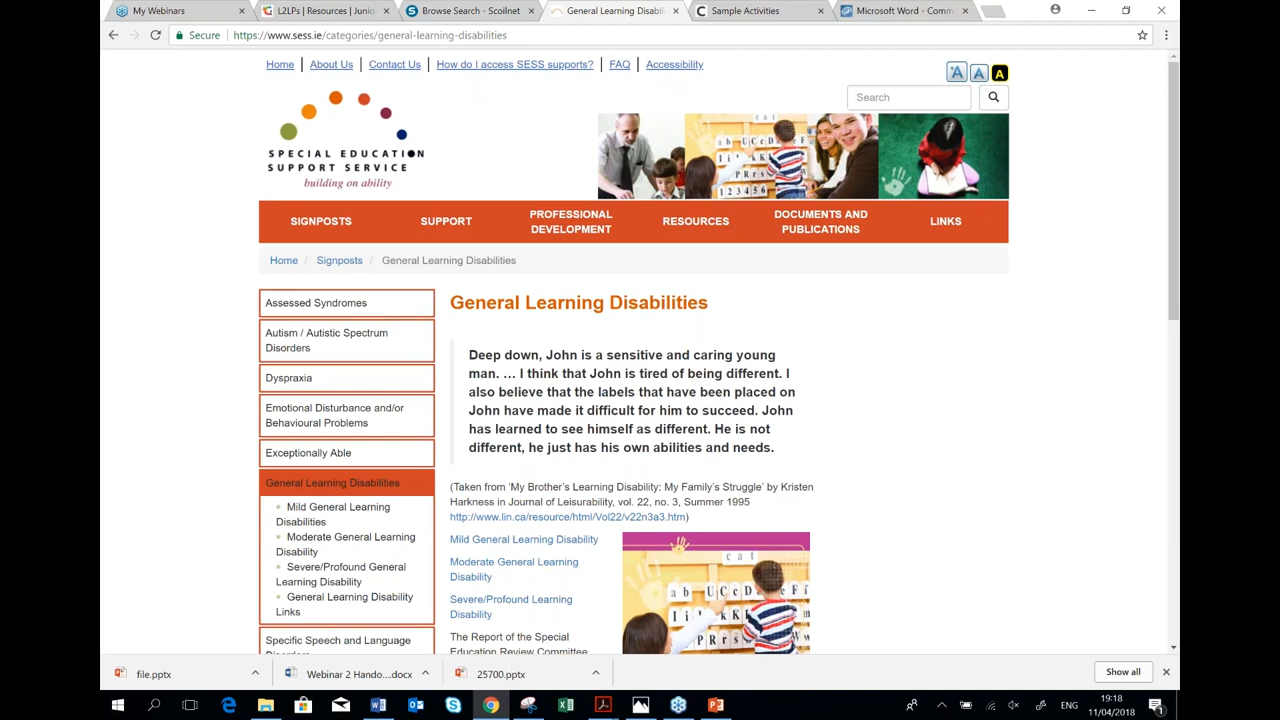 My Webinars
L2LPs | Resources | Junio
Browse Search - Scoilnet
General Learning Disabili
Sample Activities
Microsoft Word - Comm
Secure
https://www.sess.ie/categories/general-learning-disabilities
Home
About Us
Contact Us
How do i access SESS supports?
FAQ
Accessibility
A A A
Search
SPECIAL EDUCATION
SUPPORT SERVICE
building on ability
SIGNPOSTS
SUPPORT
PROFESSIONAL
DEVELOPMENT
RESOURCES
DOCUMENTS AND
PUBLICATIONS
LINKS
Home / Signposts / General Learning Disabilities
Assessed Syndromes
Autism / Autistic Spectrum
Disorders
Dyspraxia
Emotional Disturbance and/or
Behavioural Problems
Exceptionally Able
General Learning Disabilities
Mild General Learning
Disabilities
Moderate General Learning
Disability
Severe/Profound General
Learning Disability
General Learning Disability
Links
Specific Speech and Language
General Learning Disabilities
Deep down, John is a sensitive and caring young
man. … I think that John is tired of being different. I
also believe that the labels that have been placed on
John have made it difficult for him to succeed. John
has learned to see himself as different. He is not
different, he just has his own abilities and needs.
(Taken from ‘My Brother’s Learning Disability: My Family’s Struggle’ by Kristen
Harkness in Journal of Leisurability, vol. 22, no. 3, Summer 1995
http://www.lin.ca/resource/html/Vol22/v22n3a3.htm)
Mild General Learning Disability
Moderate General Learning
Disability
Severe/Profound Learning
Disability
The Report of the Special
Education Review Committee
file.pptx
Webinar 2 Hando....docx
25700.pptx
Show all
ENG
19:18
11/04/2018